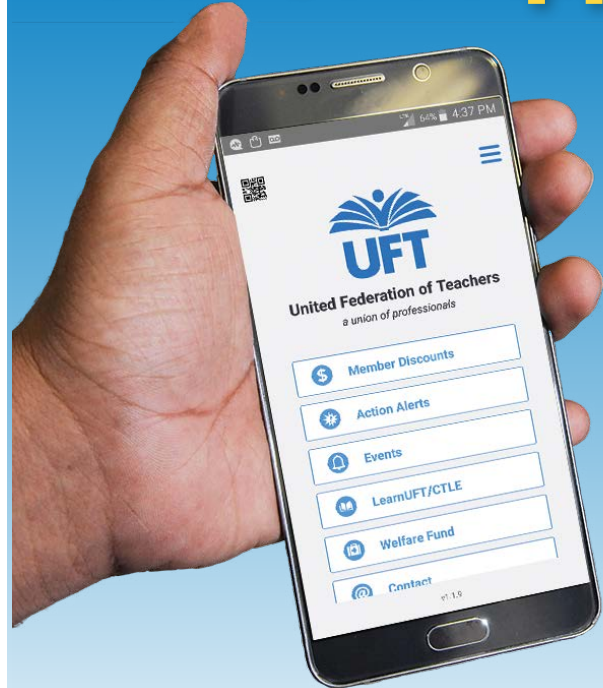 64% 4:37 PM
UFT
United Federation of Teachers
a union of professionals
Member Discounts
Action Alerts
Events
LearnUFT/CTLE
Welfare Fund
Contact
v1.1.9